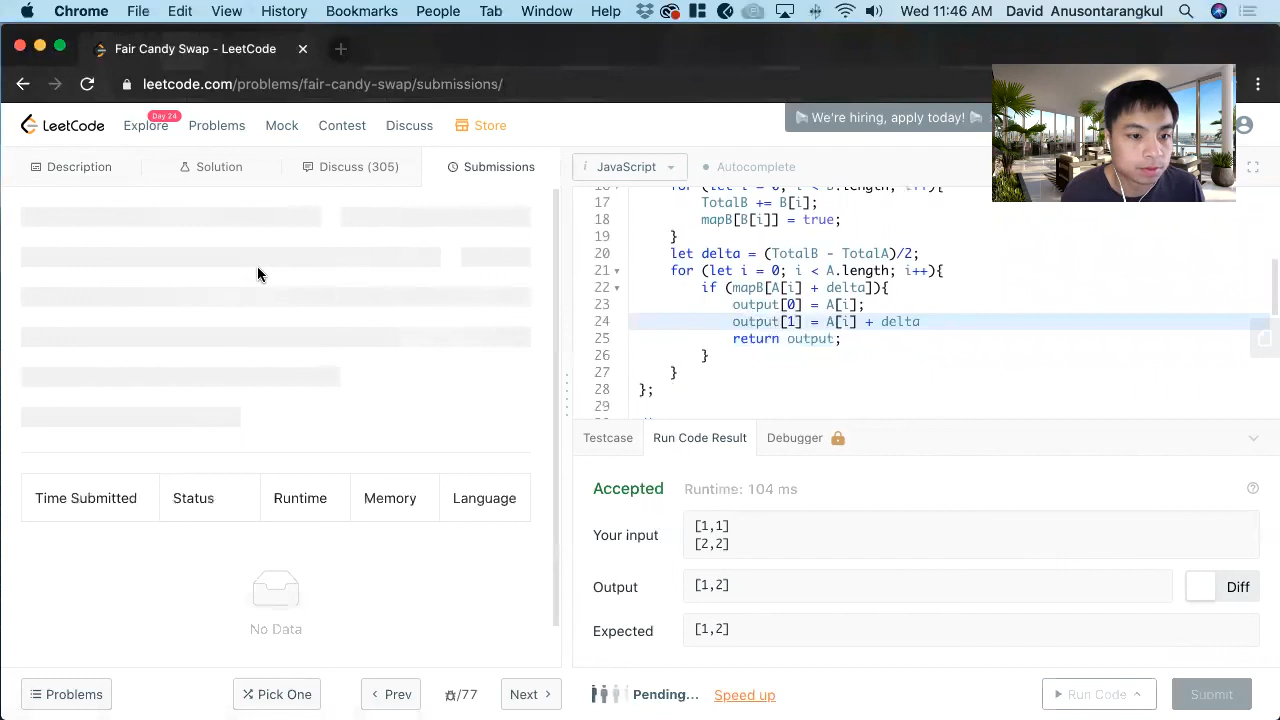 Chrome File Edit View History Bookmarks People Tab Window Help Wed 11:46 AM David Anusontarangkul
Fair Candy Swap - LeetCode
leetcode.com/problems/fair-candy-swap/submissions/
LeetCode Explore Day 24 Problems Mock Contest Discuss Store We're hiring, apply today!
Description Solution Discuss (305) Submissions
i JavaScript Autocomplete
17 TotalB += B[i];
18 mapB[B[i]] = true;
19 }
20 let delta = (TotalB - TotalA)/2;
21 for (let i = 0; i < A.length; i++){
22 if (mapB[A[i] + delta]){
23 output[0] = A[i];
24 output[1] = A[i] + delta
25 return output;
26 }
27 }
28 };
29
Testcase Run Code Result Debugger
Accepted Runtime: 104 ms
Your input [1,1]
[2,2]
Output [1,2] Diff
Expected [1,2]
Time Submitted Status Runtime Memory Language
No Data
Problems Pick One Prev /77 Next Pending... Speed up Run Code Submit